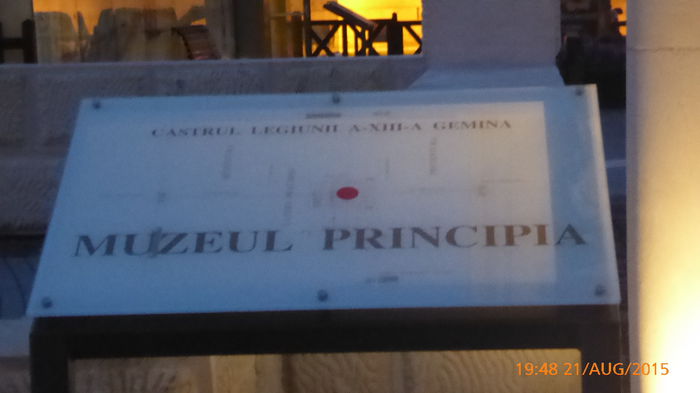 CASTRUL LEGIUNII A-XIII-A GEMINA
MUZEUL PRINCIPIA
19:48 21/AUG/2015